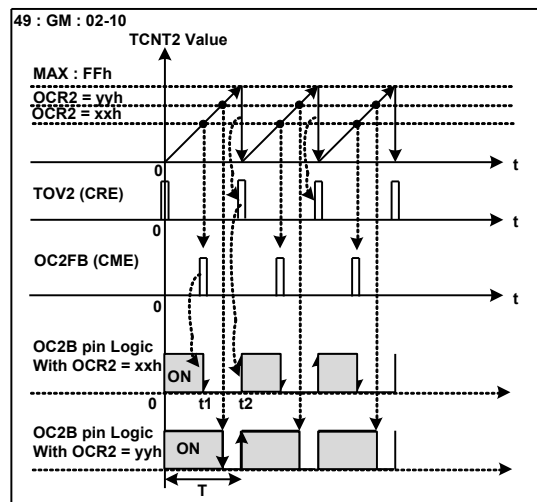 49 : GM : 02-10
TCNT2 Value
MAX : FFh
OCR2 = yyh
OCR2 = xxh
0
t
TOV2 (CRE)
0
t
OC2FB (CME)
0
t
OC2B pin Logic
With OCR2 = xxh
ON
0
t1
t2
OC2B pin Logic
With OCR2 = yyh
ON
T